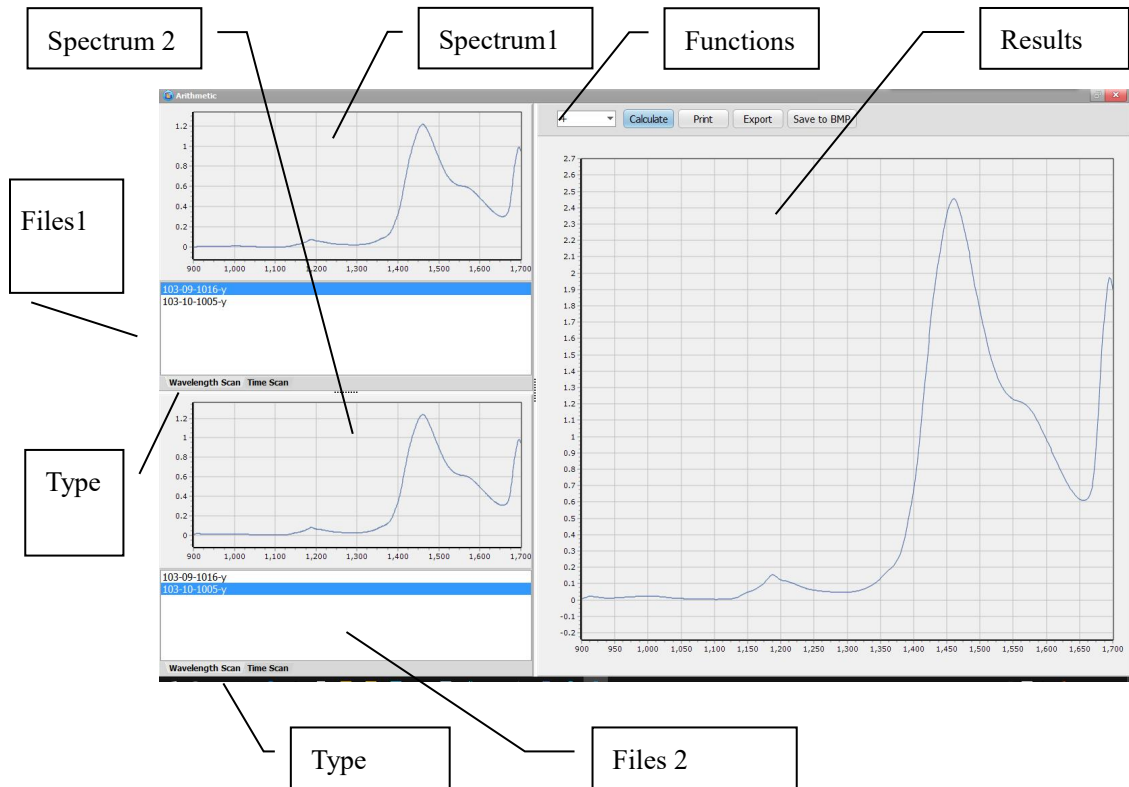 Spectrum 2
Spectrum1
Functions
Results
Files1
Type
Type
Files 2
Arithmetic
1.2
1
0.8
0.6
0.4
0.2
0
900 1,000 1,100 1,200 1,300 1,400 1,500 1,600 1,700
103-09-1016-y
103-10-1005-y
Wavelength Scan Time Scan
1.2
1
0.8
0.6
0.4
0.2
0
900 1,000 1,100 1,200 1,300 1,400 1,500 1,600 1,700
103-09-1016-y
103-10-1005-y
Wavelength Scan Time Scan
+ Calculate Print Export Save to BMP
2.7
2.6
2.5
2.4
2.3
2.2
2.1
2
1.9
1.8
1.7
1.6
1.5
1.4
1.3
1.2
1.1
1
0.9
0.8
0.7
0.6
0.5
0.4
0.3
0.2
0.1
0
-0.1
-0.2
900 950 1,000 1,050 1,100 1,150 1,200 1,250 1,300 1,350 1,400 1,450 1,500 1,550 1,600 1,650 1,700